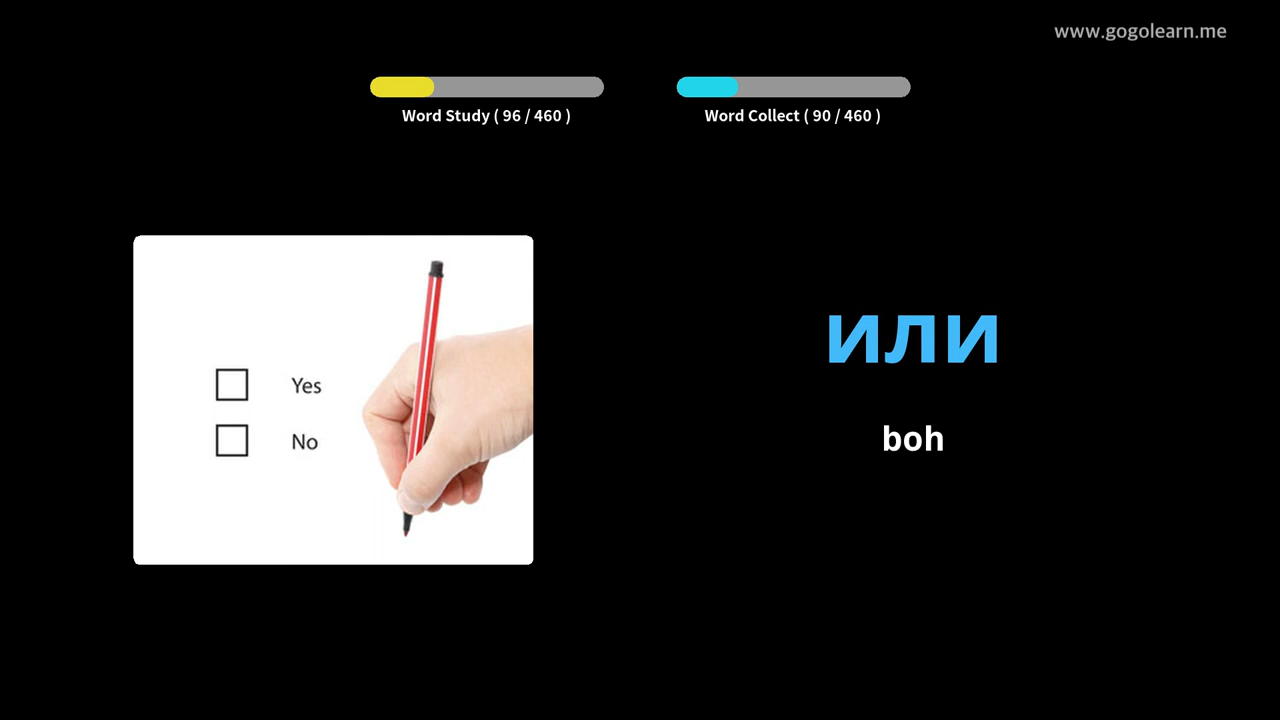 www.gogolearn.me
Word Study ( 96 / 460 )
Word Collect ( 90 / 460 )
Yes
No
или
boh